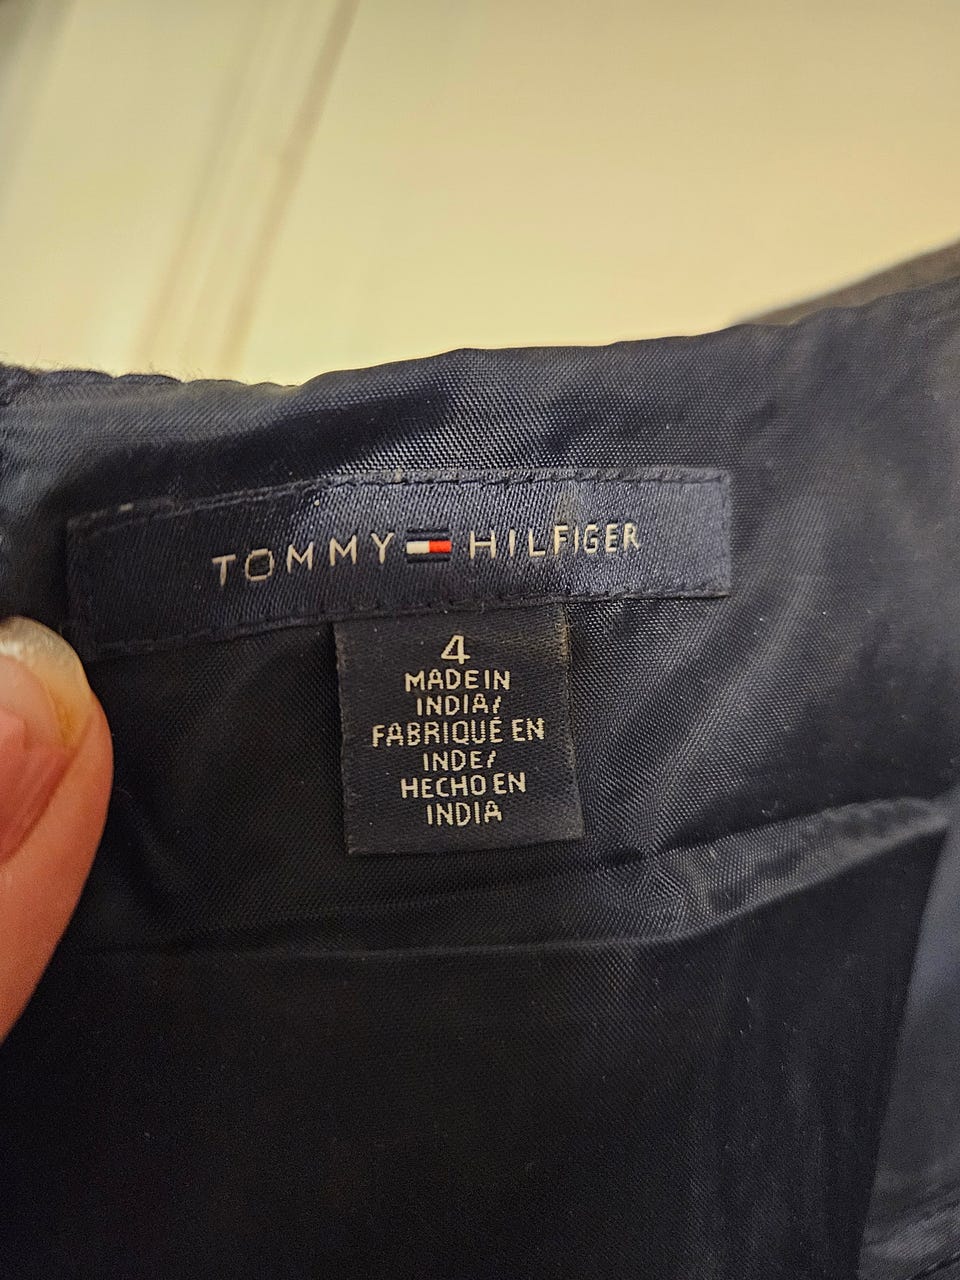 TOMMY HILFIGER
4
MADE IN
INDIA/
FABRIQUÉ EN
INDE/
HECHO EN
INDIA